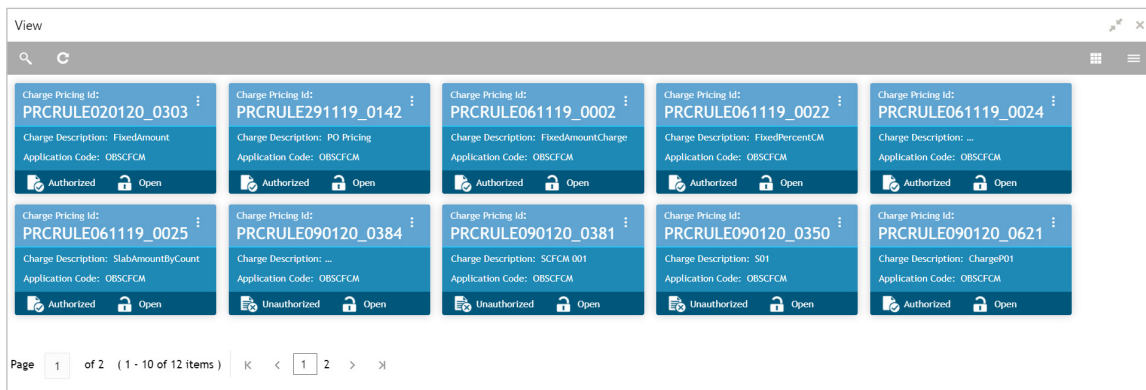 View
Charge Pricing Id:
PRCRULE020120_0303
Charge Description: FixedAmount
Application Code: OBSCFCM
Authorized Open
Charge Pricing Id:
PRCRULE291119_0142
Charge Description: PO Pricing
Application Code: OBSCFCM
Authorized Open
Charge Pricing Id:
PRCRULE061119_0002
Charge Description: FixedAmountCharge
Application Code: OBSCFCM
Authorized Open
Charge Pricing Id:
PRCRULE061119_0022
Charge Description: FixedPercentCM
Application Code: OBSCFCM
Authorized Open
Charge Pricing Id:
PRCRULE061119_0024
Charge Description: ...
Application Code: OBSCFCM
Authorized Open
Charge Pricing Id:
PRCRULE061119_0025
Charge Description: SlabAmountByCount
Application Code: OBSCFCM
Authorized Open
Charge Pricing Id:
PRCRULE090120_0384
Charge Description: ...
Application Code: OBSCFCM
Unauthorized Open
Charge Pricing Id:
PRCRULE090120_0381
Charge Description: SCFCM 001
Application Code: OBSCFCM
Unauthorized Open
Charge Pricing Id:
PRCRULE090120_0350
Charge Description: S01
Application Code: OBSCFCM
Unauthorized Open
Charge Pricing Id:
PRCRULE090120_0621
Charge Description: ChargeP01
Application Code: OBSCFCM
Authorized Open
Page 1 of 2 ( 1 - 10 of 12 items ) 1 2